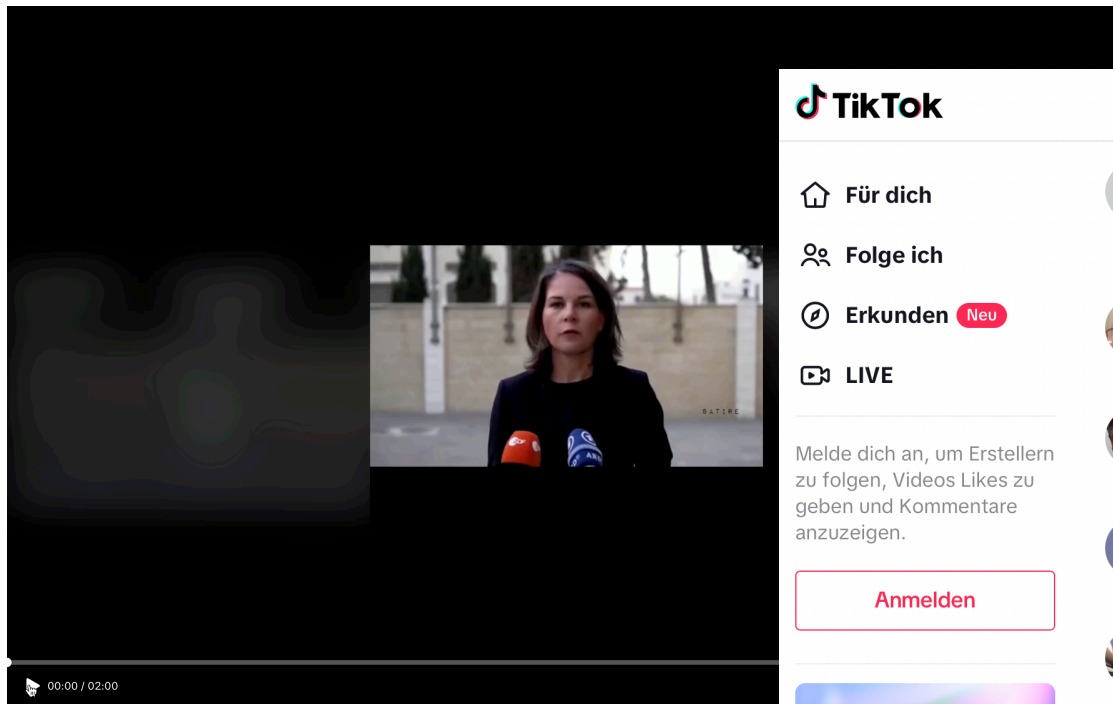 TikTok
Für dich
Folge ich
Erkunden Neu
LIVE
SATIRE
Melde dich an, um Erstellern
zu folgen, Videos Likes zu
geben und Kommentare
anzuzeigen.
Anmelden
00:00 / 02:00